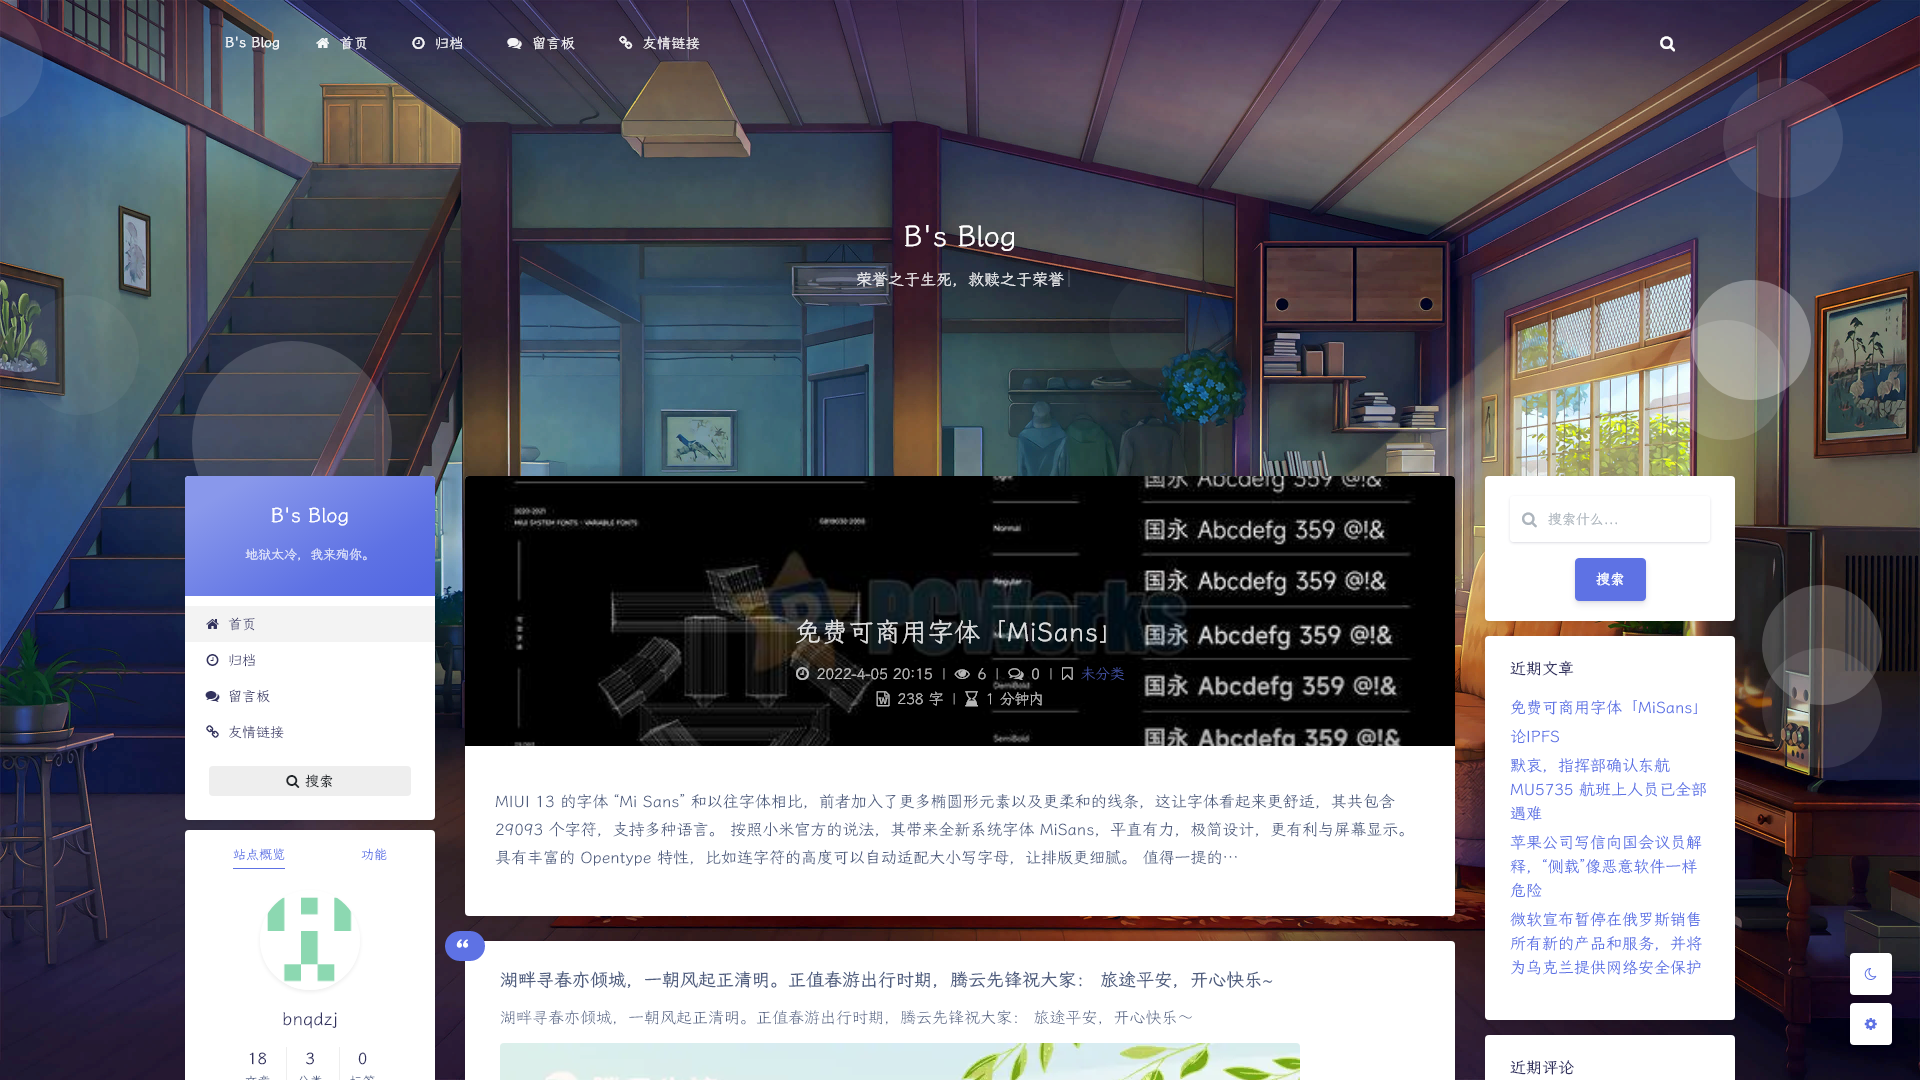 B's Blog 首页 归档 留言板 友情链接
B's Blog
荣誉之于生死，救赎之于荣誉
B's Blog
地狱太冷，我来殉你。
首页
归档
留言板
友情链接
搜索
站点概览 功能
bnqdzj
18 3 0
2020-2021
MIUI SYSTEM FONTS - VARIABLE FONTS
Light 国永 Abcdefg 359 @!&
Normal 国永 Abcdefg 359 @!&
Regular 国永 Abcdefg 359 @!&
PCWorks
国永 Abcdefg 359 @!&
DemiBold 国永 Abcdefg 359 @!&
SemiBold 国永 Abcdefg 359 @!&
免费可商用字体「MiSans」
2022-4-05 20:15 | 6 | 0 | 未分类
238 字 | 1 分钟内
MIUI 13 的字体 “Mi Sans” 和以往字体相比，前者加入了更多椭圆形元素以及更柔和的线条，这让字体看起来更舒适，其共包含
29093 个字符，支持多种语言。 按照小米官方的说法，其带来全新系统字体 MiSans，平直有力，极简设计，更有利与屏幕显示。
具有丰富的 Opentype 特性，比如连字符的高度可以自动适配大小写字母，让排版更细腻。 值得一提的…
湖畔寻春亦倾城，一朝风起正清明。正值春游出行时期，腾云先锋祝大家： 旅途平安，开心快乐~
湖畔寻春亦倾城，一朝风起正清明。正值春游出行时期，腾云先锋祝大家： 旅途平安，开心快乐～
搜索什么...
搜索
近期文章
免费可商用字体「MiSans」
论IPFS
默哀，指挥部确认东航
MU5735 航班上人员已全部
遇难
苹果公司写信向国会议员解
释，“侧载”像恶意软件一样
危险
微软宣布暂停在俄罗斯销售
所有新的产品和服务，并将
为乌克兰提供网络安全保护
近期评论